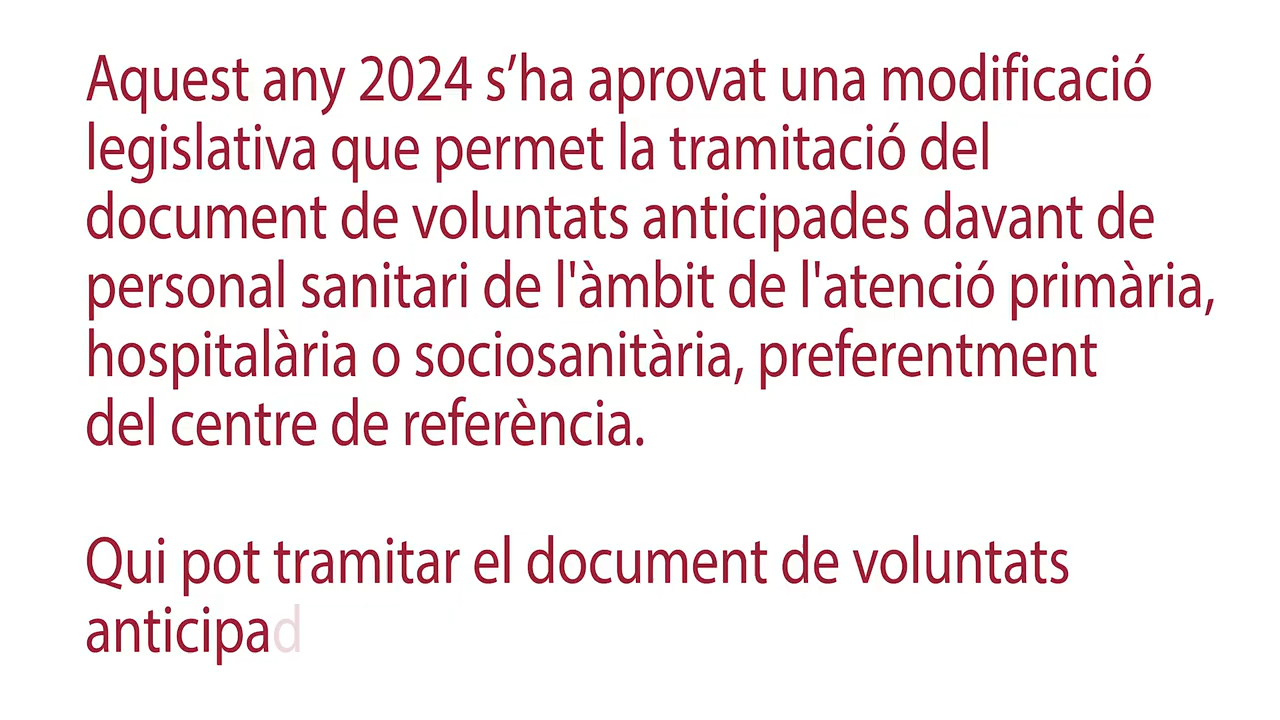 Aquest any 2024 s’ha aprovat una modificació
legislativa que permet la tramitació del
document de voluntats anticipades davant de
personal sanitari de l'àmbit de l'atenció primària,
hospitalària o sociosanitària, preferentment
del centre de referència.
Qui pot tramitar el document de voluntats
anticipad